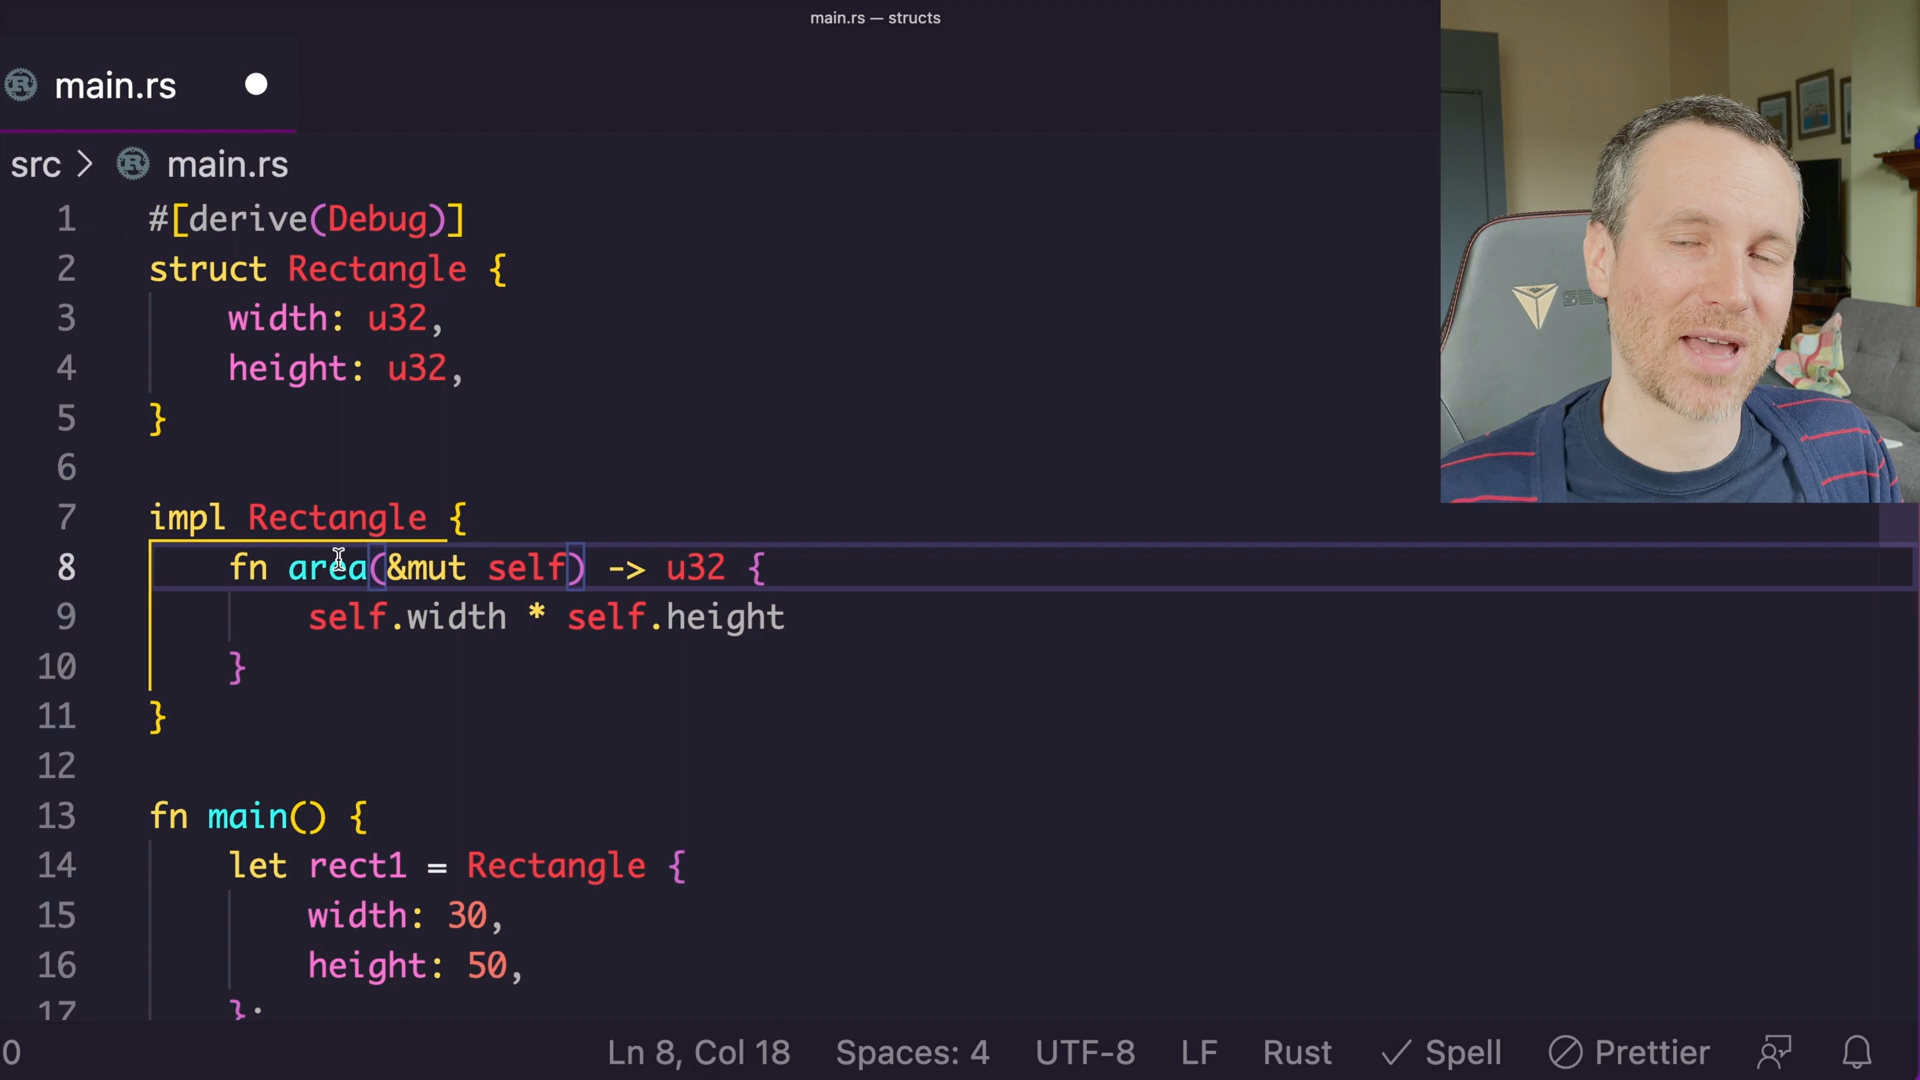 main.rs — structs
main.rs
src > main.rs
1 #[derive(Debug)]
2 struct Rectangle {
3 width: u32,
4 height: u32,
5 }
6
7 impl Rectangle {
8 fn area(&mut self) -> u32 {
9 self.width * self.height
10 }
11 }
12
13 fn main() {
14 let rect1 = Rectangle {
15 width: 30,
16 height: 50,
17 };
0 Ln 8, Col 18 Spaces: 4 UTF-8 LF Rust Spell Prettier